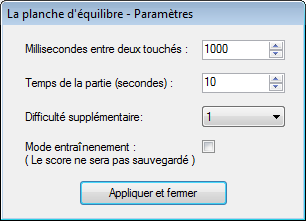 La planche d'équilibre - Paramètres
Millisecondes entre deux touchés : 1000
Temps de la partie (secondes) : 10
Difficulté supplémentaire: 1
Mode entraînenement :
( Le score ne sera pas sauvegardé )
Appliquer et fermer